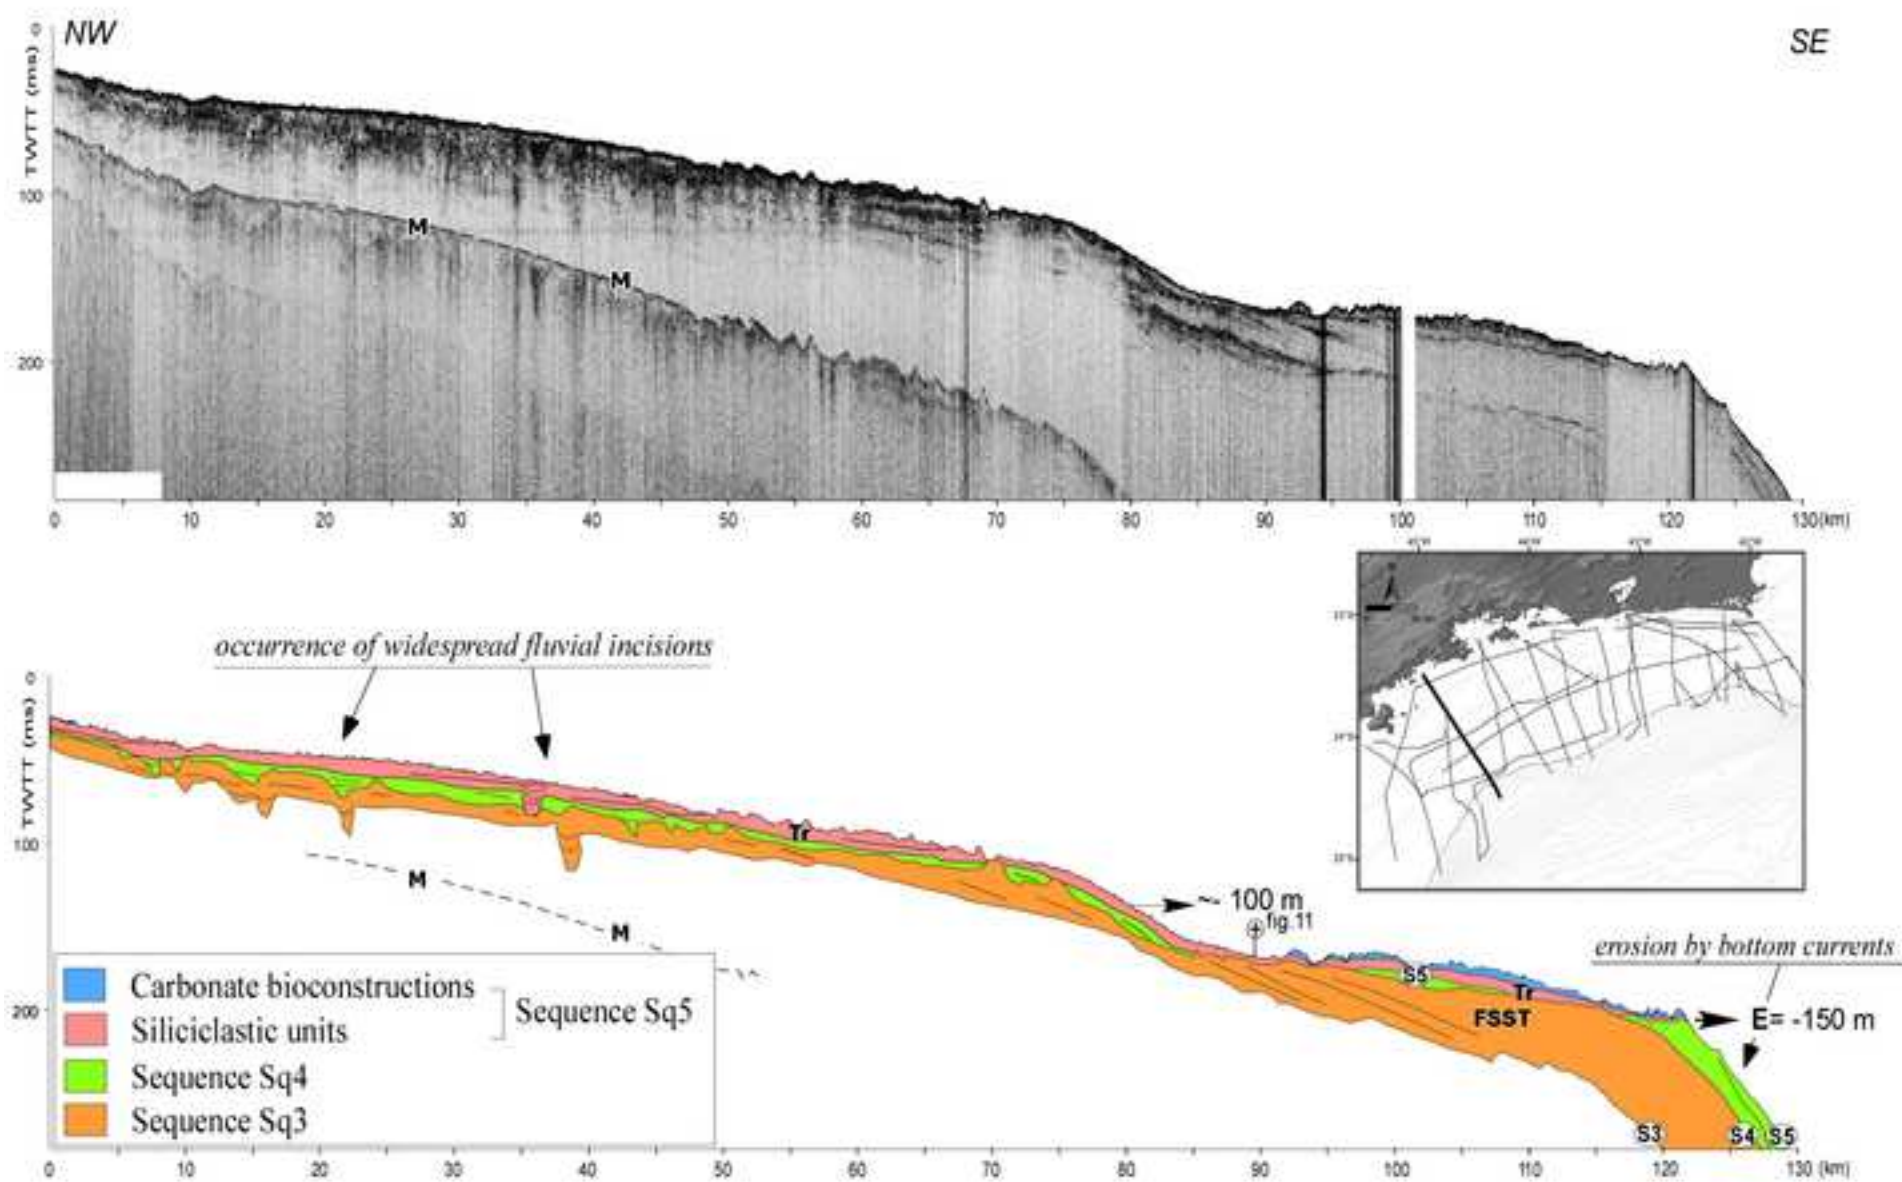 NW
SE
TWTT (ms)
0
100
200
M
M
0 10 20 30 40 50 60 70 80 90 100 110 120 130(km)
occurrence of widespread fluvial incisions
TWTT (ms)
0
100
200
Tr
M
M
~- 100 m
fig.11
erosion by bottom currents
S5
Tr
FSST
E= -150 m
S3
S4
S5
Carbonate bioconstructions
Siliciclastic units
Sequence Sq5
Sequence Sq4
Sequence Sq3
0 10 20 30 40 50 60 70 80 90 100 110 120 130 (km)